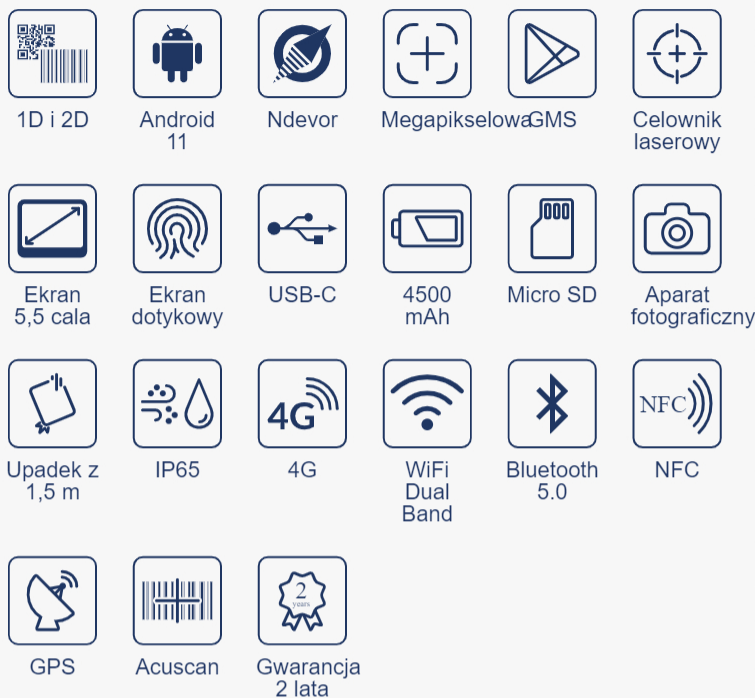 1D i 2D
Android
11
Ndevor
Megapikselowa
GMS
Celownik
laserowy
Ekran
5,5 cala
Ekran
dotykowy
USB-C
4500
mAh
Micro SD
Aparat
fotograficzny
4G
NFC
Upadek z
1,5 m
IP65
4G
WiFi
Dual
Band
Bluetooth
5.0
NFC
2
years
GPS
Acuscan
Gwarancja
2 lata